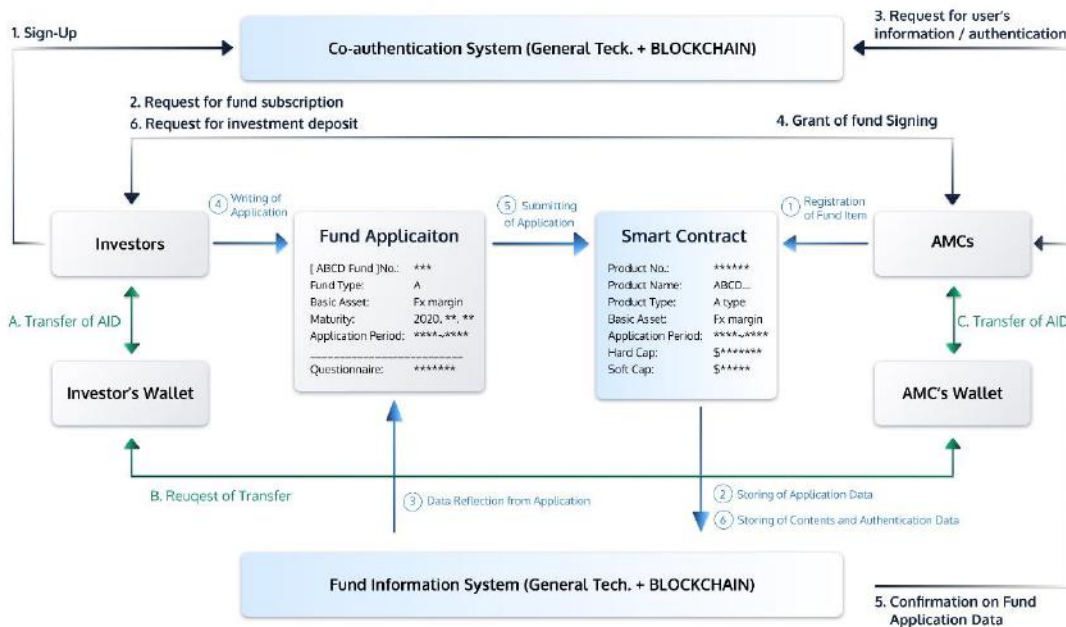 1. Sign-Up
Co-authentication System (General Teck. + BLOCKCHAIN)
3. Request for user's
information / authentication
2. Request for fund subscription
6. Request for investment deposit
4. Grant of fund Signing
4 Writing of
Application
5 Submitting
of Application
1 Registration
of Fund Item
Investors
Fund Applicaiton
[ ABCD Fund ]No.: ***
Fund Type: A
Basic Asset: Fx margin
Maturity: 2020. **. **
Application Period: ****~****
Questionnaire: *******
Smart Contract
Product No.: ******
Product Name: ABCD...
Product Type: A type
Basic Asset: Fx margin
Application Period: ****~****
Hard Cap: $*******
Soft Cap: $*****
AMCs
A. Transfer of AID
C. Transfer of AID
Investor's Wallet
AMC's Wallet
B. Reuqest of Transfer
3 Data Reflection from Application
2 Storing of Application Data
6 Storing of Contents and Authentication Data
Fund Information System (General Tech. + BLOCKCHAIN)
5. Confirmation on Fund
Application Data